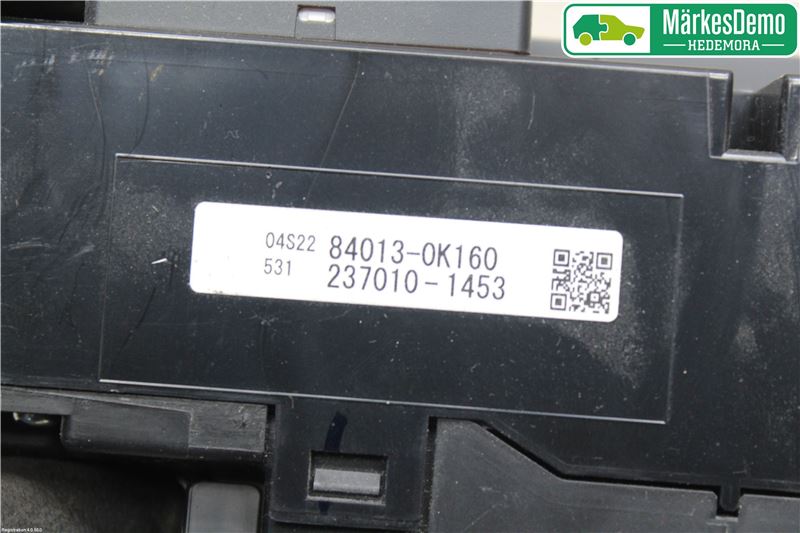 MärkesDemo
HEDEMORA
04S22 84013-0K160
531 237010-1453